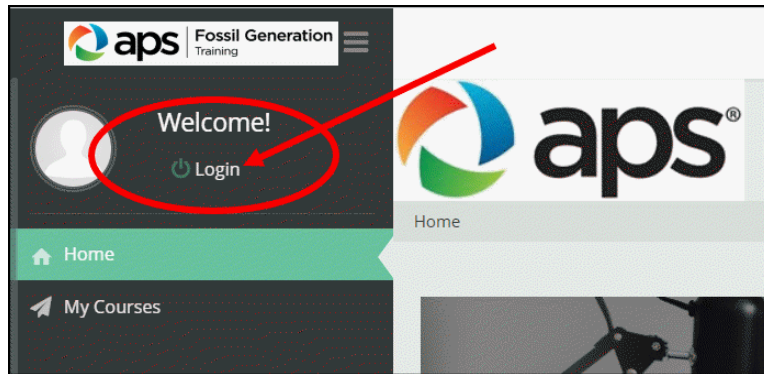 aps Fossil Generation
Training
Welcome!
Login
aps®
Home
Home
My Courses